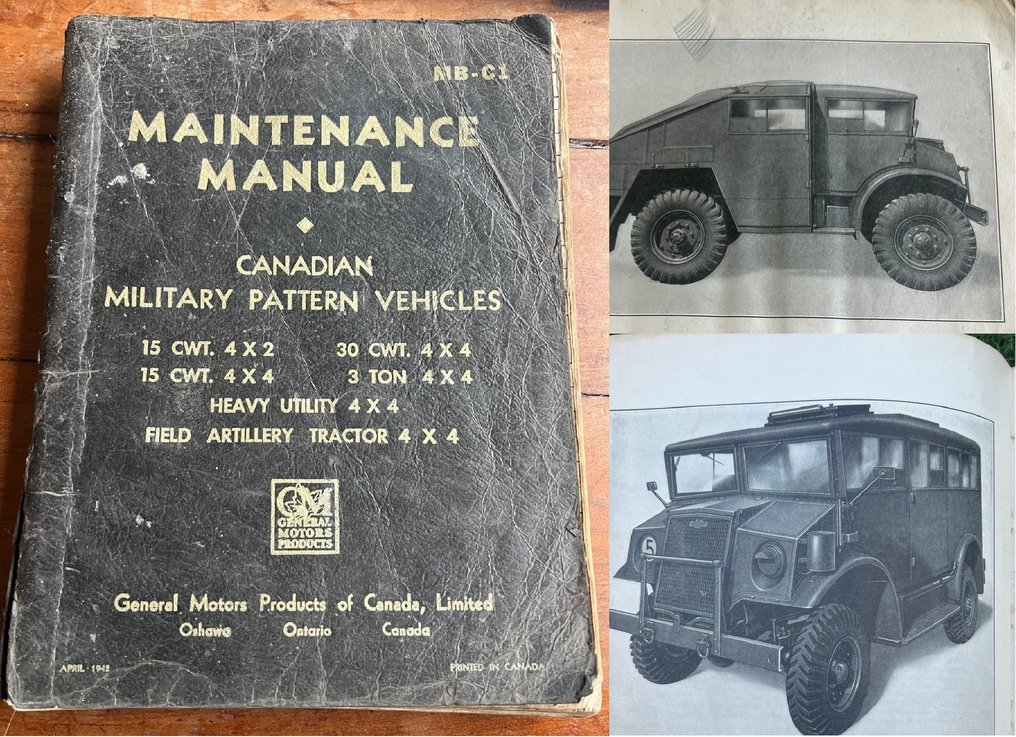 MB-C1
MAINTENANCE
MANUAL
CANADIAN
MILITARY PATTERN VEHICLES
15 CWT. 4 X 2 30 CWT. 4 X 4
15 CWT. 4 X 4 3 TON 4 X 4
HEAVY UTILITY 4 X 4
FIELD ARTILLERY TRACTOR 4 X 4
GM
GENERAL
MOTORS
PRODUCTS
General Motors Products of Canada, Limited
Oshawa Ontario Canada
APRIL - 1942 PRINTED IN CANADA
5